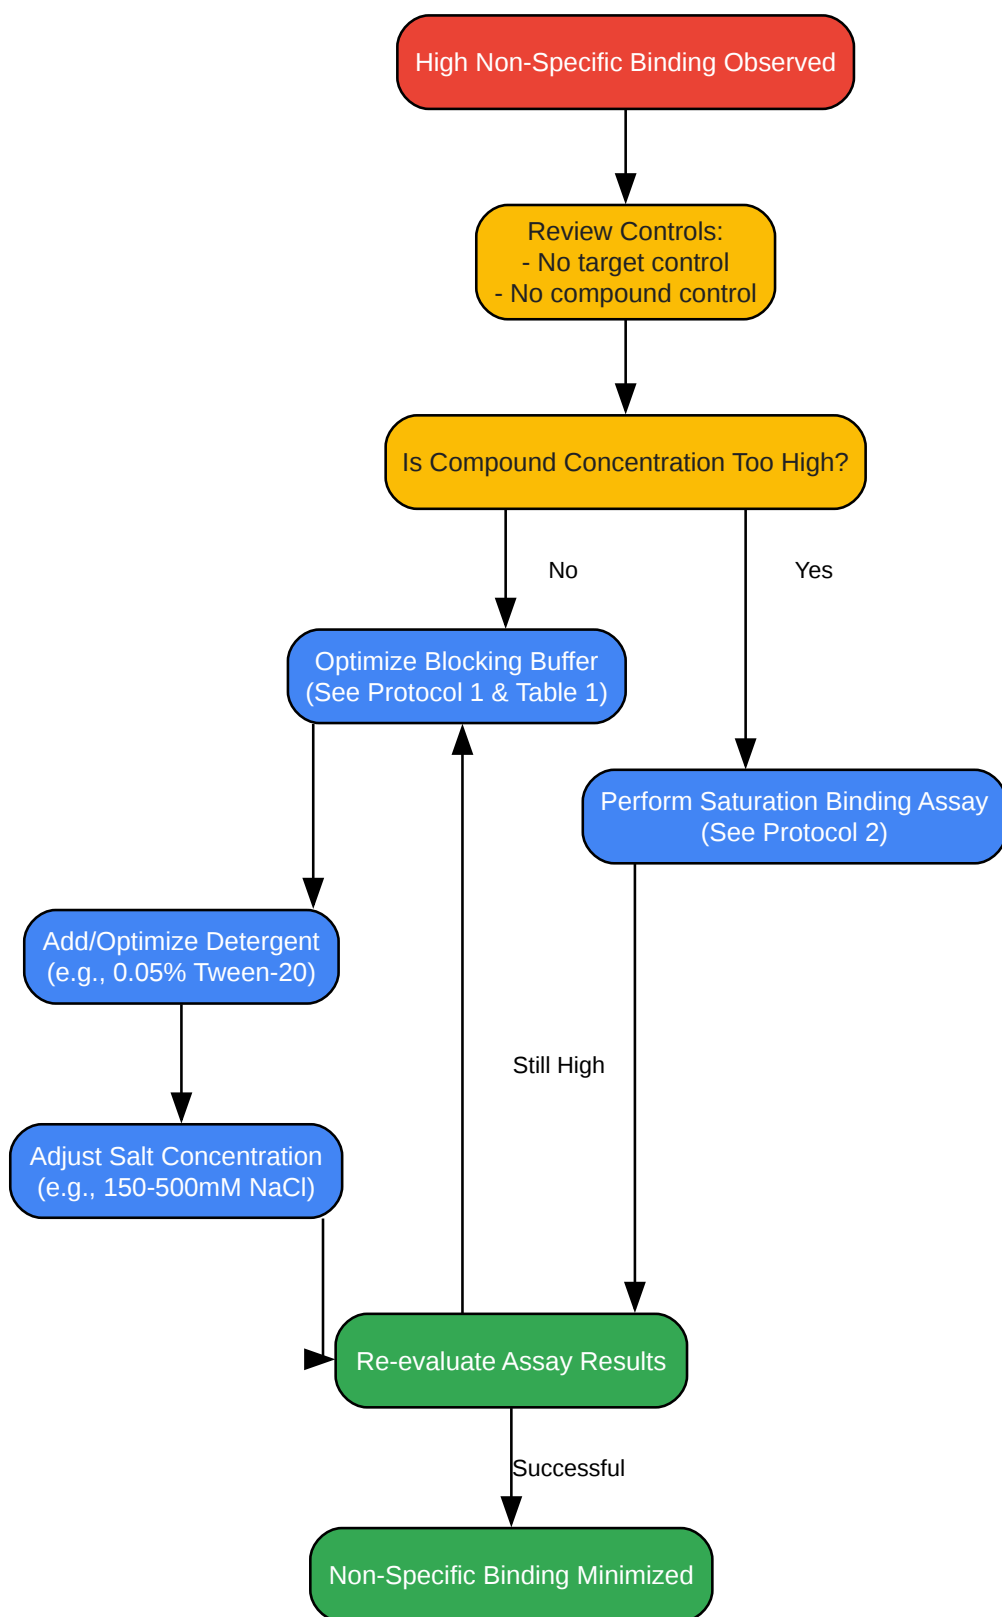 High Non-Specific Binding Observed
Review Controls:
- No target control
- No compound control
Is Compound Concentration Too High?
No
Yes
Optimize Blocking Buffer
(See Protocol 1 & Table 1)
Perform Saturation Binding Assay
(See Protocol 2)
Add/Optimize Detergent
(e.g., 0.05% Tween-20)
Still High
Adjust Salt Concentration
(e.g., 150-500mM NaCl)
Re-evaluate Assay Results
Successful
Non-Specific Binding Minimized